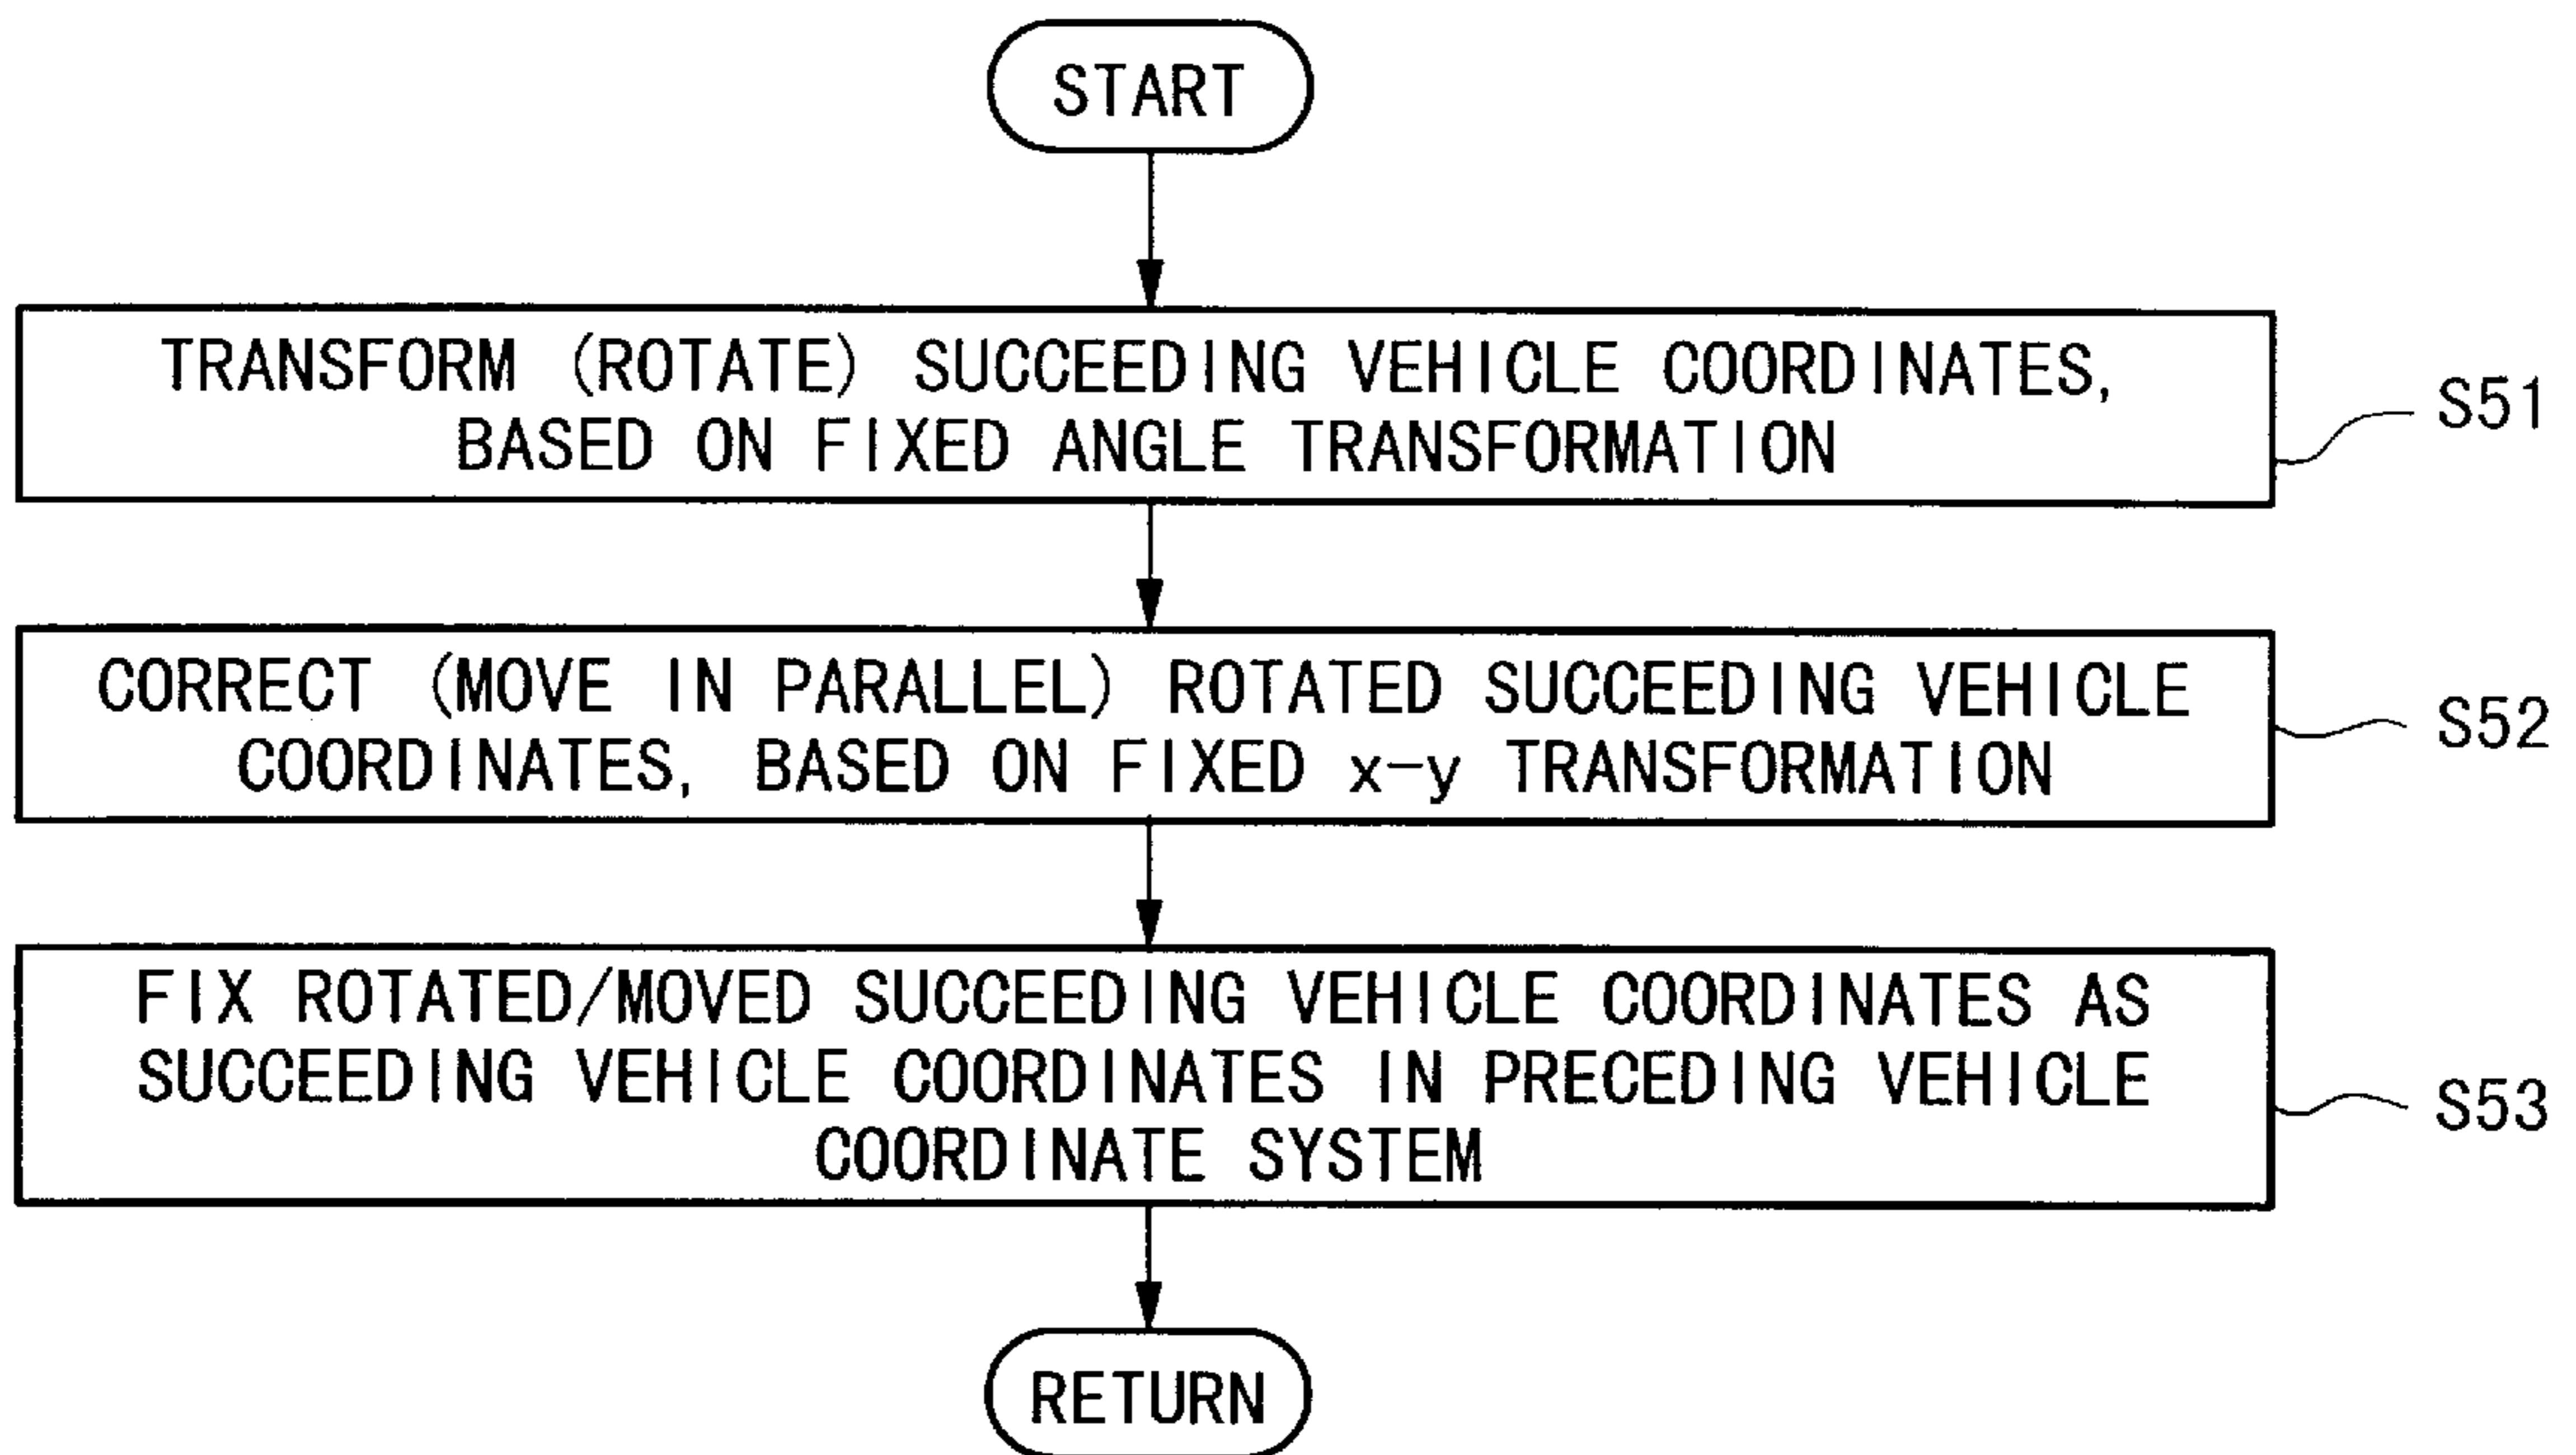 START
TRANSFORM (ROTATE) SUCCEEDING VEHICLE COORDINATES,
BASED ON FIXED ANGLE TRANSFORMATION
S51
CORRECT (MOVE IN PARALLEL) ROTATED SUCCEEDING VEHICLE
COORDINATES, BASED ON FIXED x-y TRANSFORMATION
S52
FIX ROTATED/MOVED SUCCEEDING VEHICLE COORDINATES AS
SUCCEEDING VEHICLE COORDINATES IN PRECEDING VEHICLE
COORDINATE SYSTEM
S53
RETURN